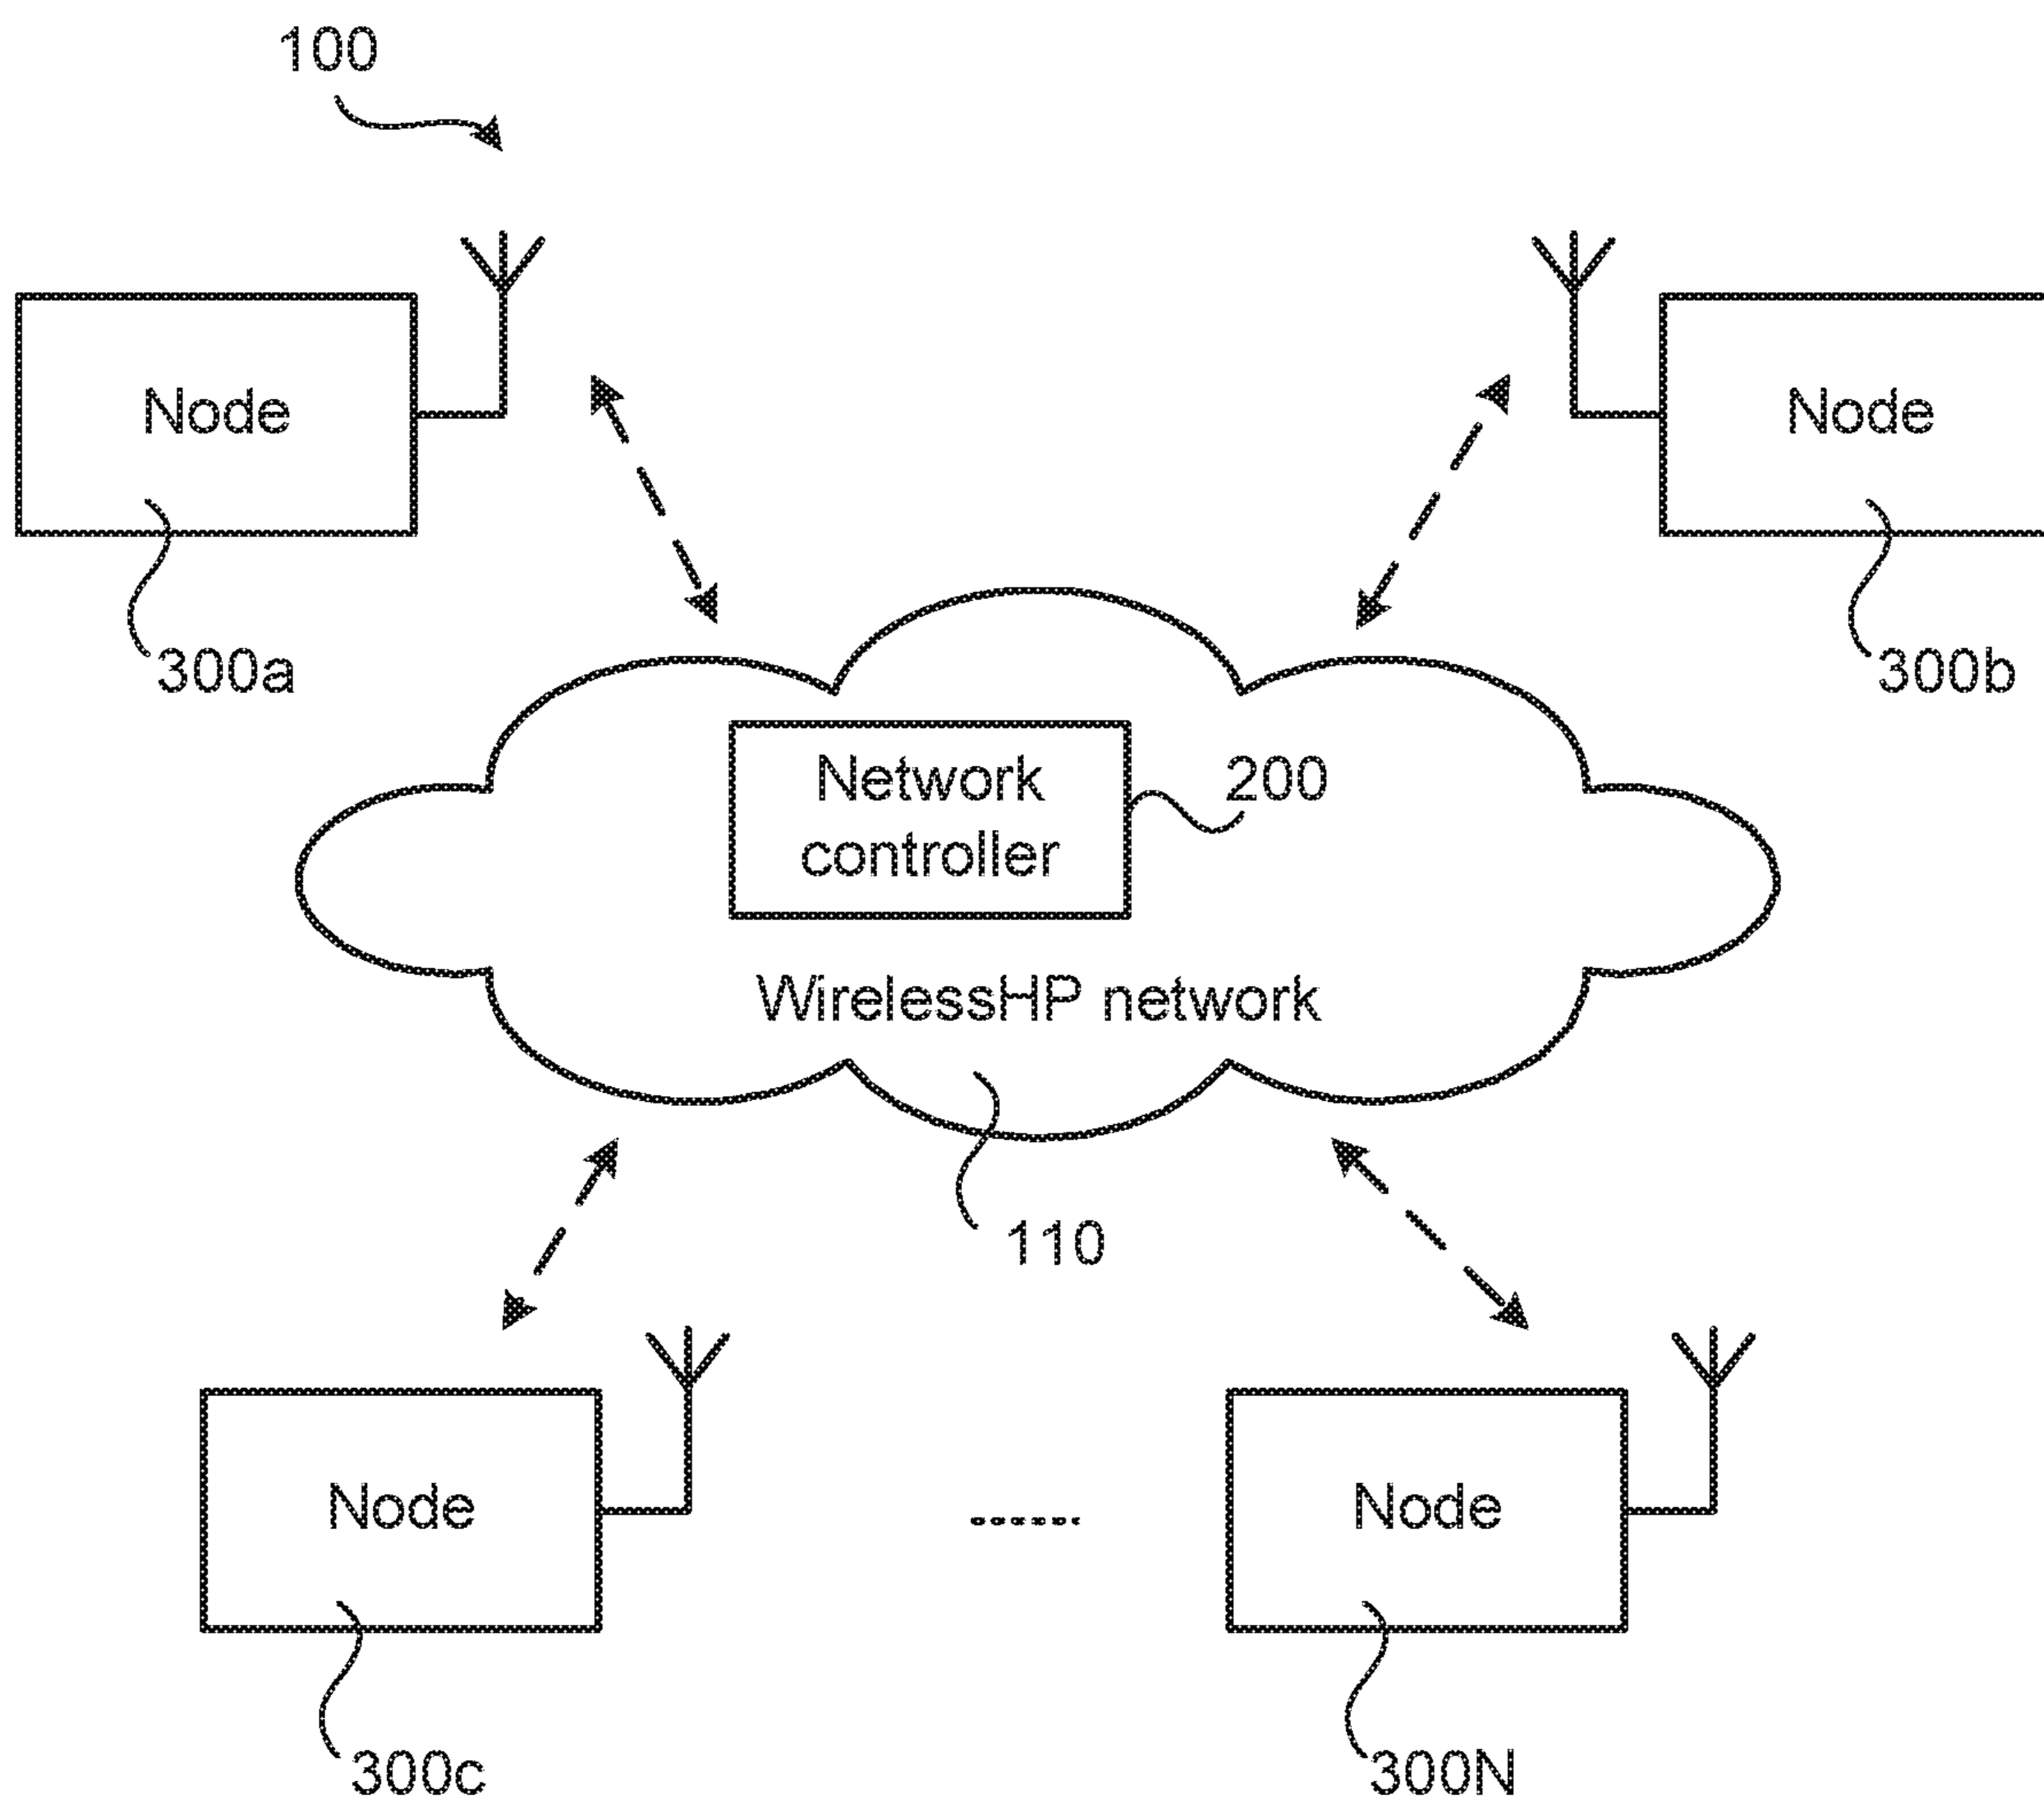 100
Node
Node
300a
300b
Network
controller
200
WirelessHP network
110
Node
Node
300c
300N